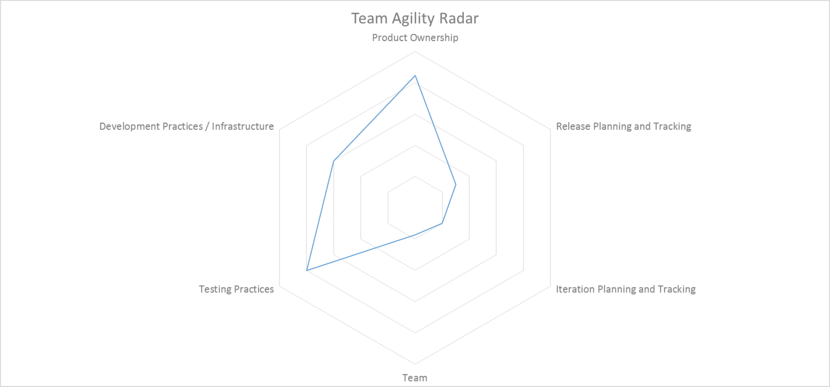 Team Agility Radar
Product Ownership
Development Practices / Infrastructure
Release Planning and Tracking
Testing Practices
Iteration Planning and Tracking
Team